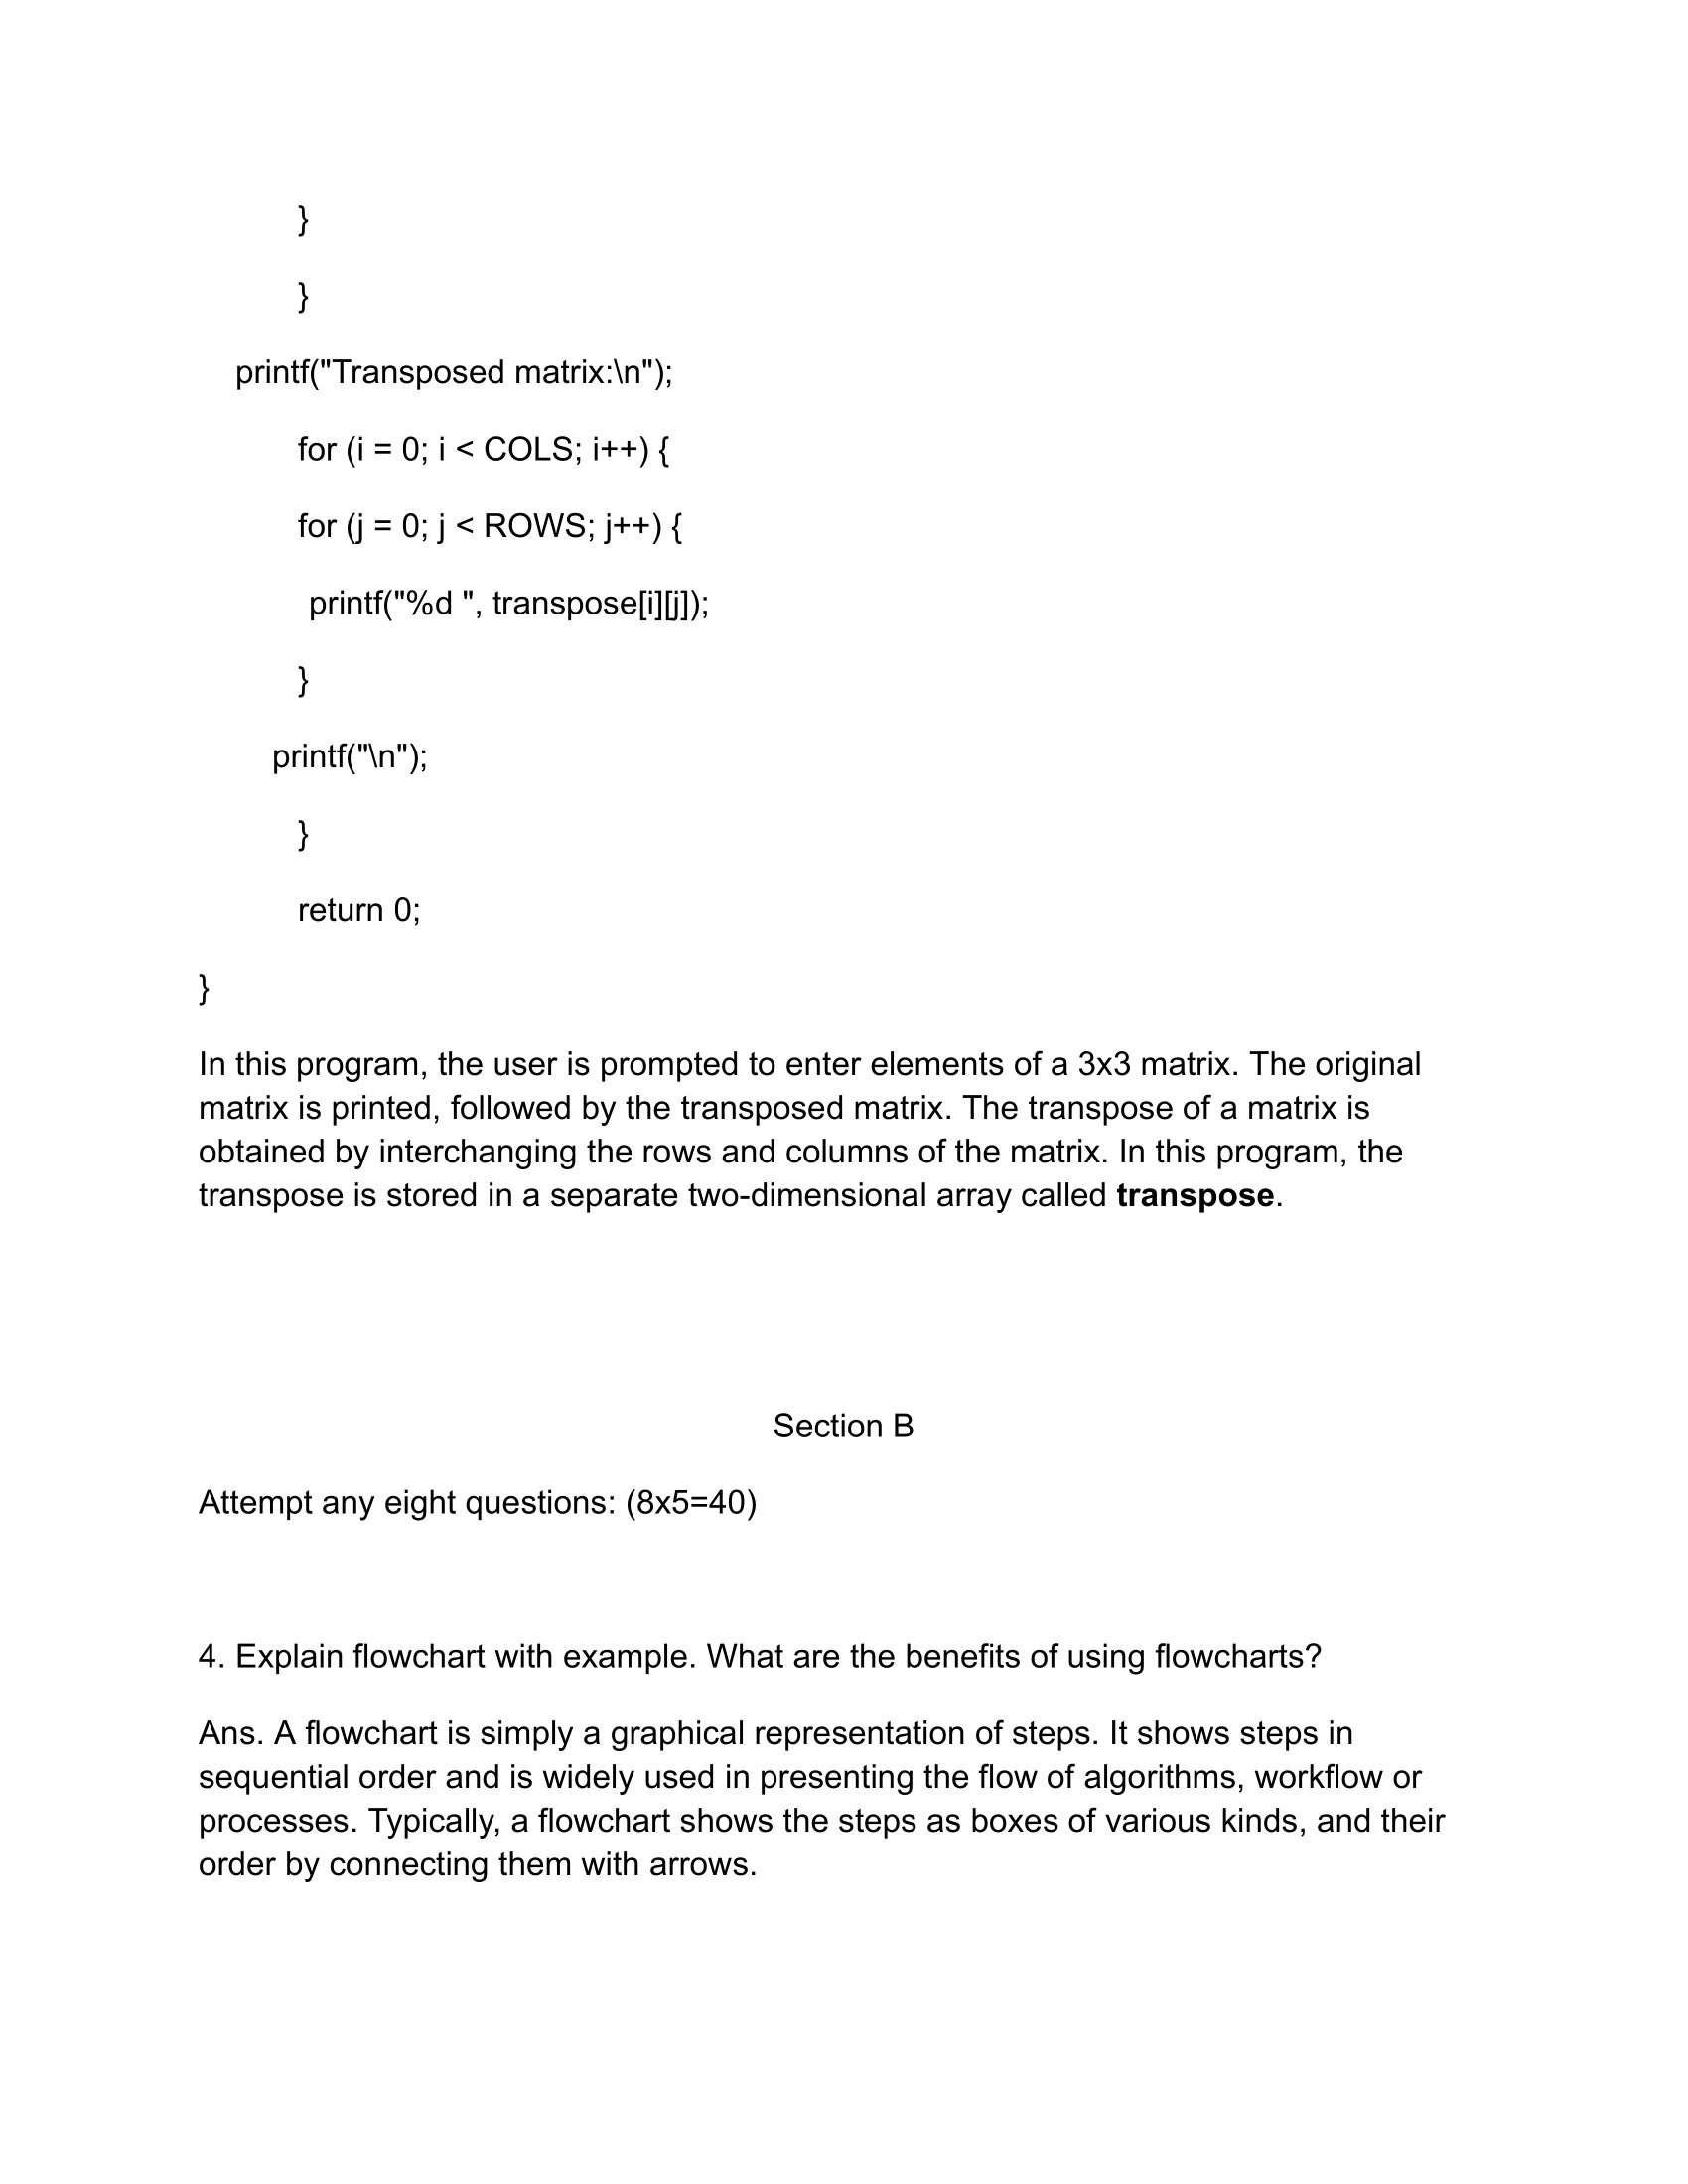 }
}
printf("Transposed matrix:\n");
for (i = 0; i < COLS; i++) {
for (j = 0; j < ROWS; j++) {
printf("%d ", transpose[i][j]);
}
printf("\n");
}
return 0;
}
In this program, the user is prompted to enter elements of a 3x3 matrix. The original
matrix is printed, followed by the transposed matrix. The transpose of a matrix is
obtained by interchanging the rows and columns of the matrix. In this program, the
transpose is stored in a separate two-dimensional array called transpose.
Section B
Attempt any eight questions: (8x5=40)
4. Explain flowchart with example. What are the benefits of using flowcharts?
Ans. A flowchart is simply a graphical representation of steps. It shows steps in
sequential order and is widely used in presenting the flow of algorithms, workflow or
processes. Typically, a flowchart shows the steps as boxes of various kinds, and their
order by connecting them with arrows.